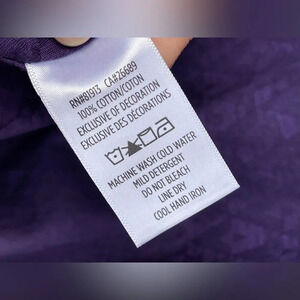 RN#81913 CA#26689
100% COTTON/COTON
EXCLUSIVE OF DECORATION
EXCLUSIVE DES DÉCORATIONS
MACHINE WASH COLD WATER
MILD DETERGENT
DO NOT BLEACH
LINE DRY
COOL HAND IRON